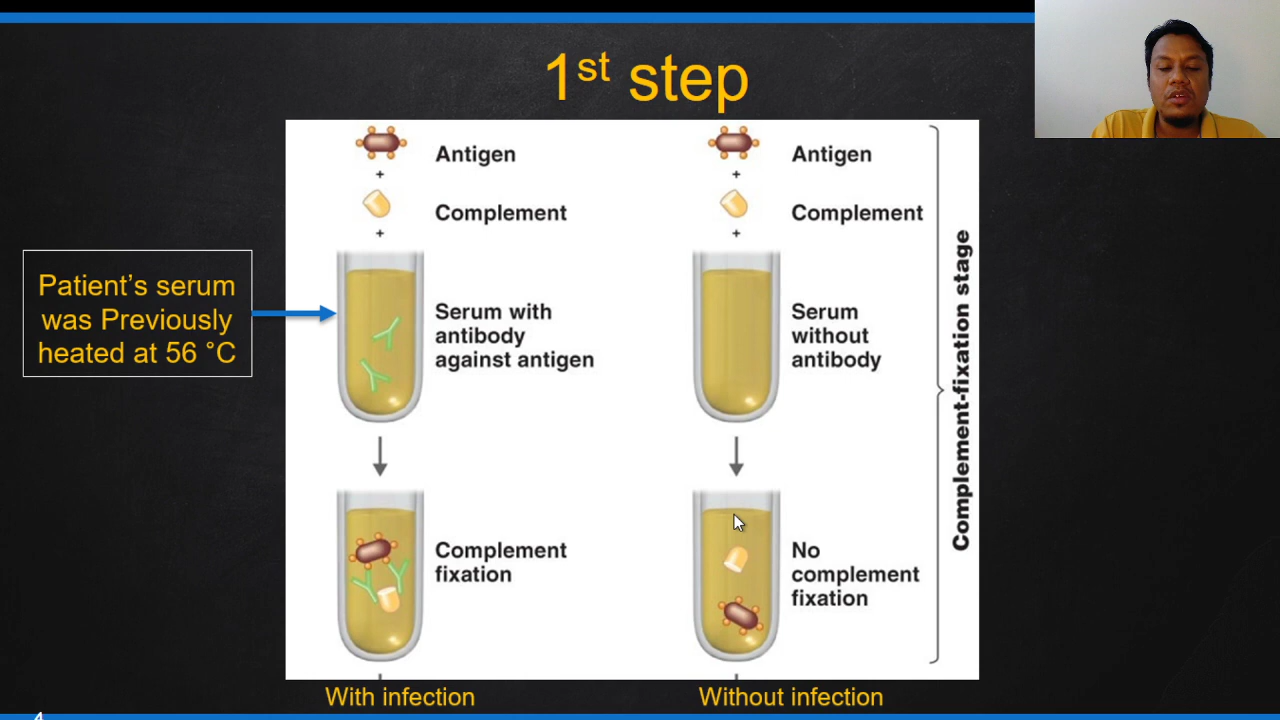 1st step
Antigen
+
Complement
+
Serum with
antibody
against antigen
Complement
fixation
Antigen
+
Complement
+
Serum
without
antibody
No
complement
fixation
Complement-fixation stage
Patient’s serum
was Previously
heated at 56 °C
With infection
Without infection
4